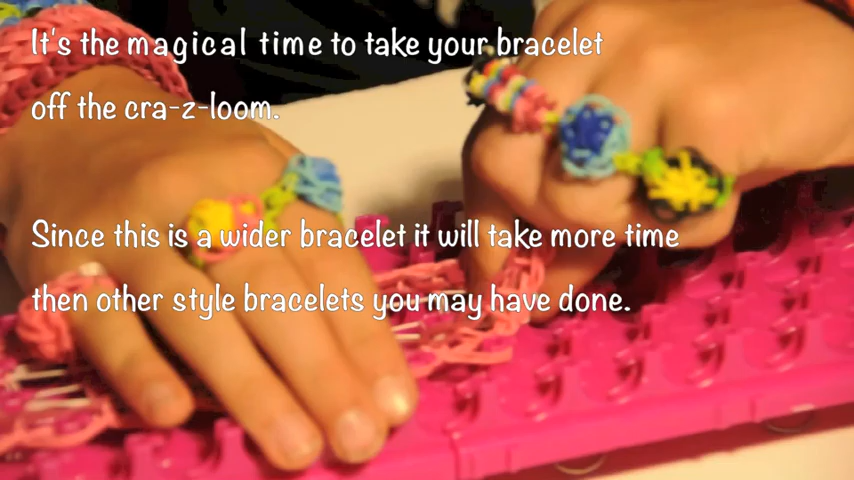 It's the magical time to take your bracelet
off the cra-z-loom.
Since this is a wider bracelet it will take more time
then other style bracelets you may have done.